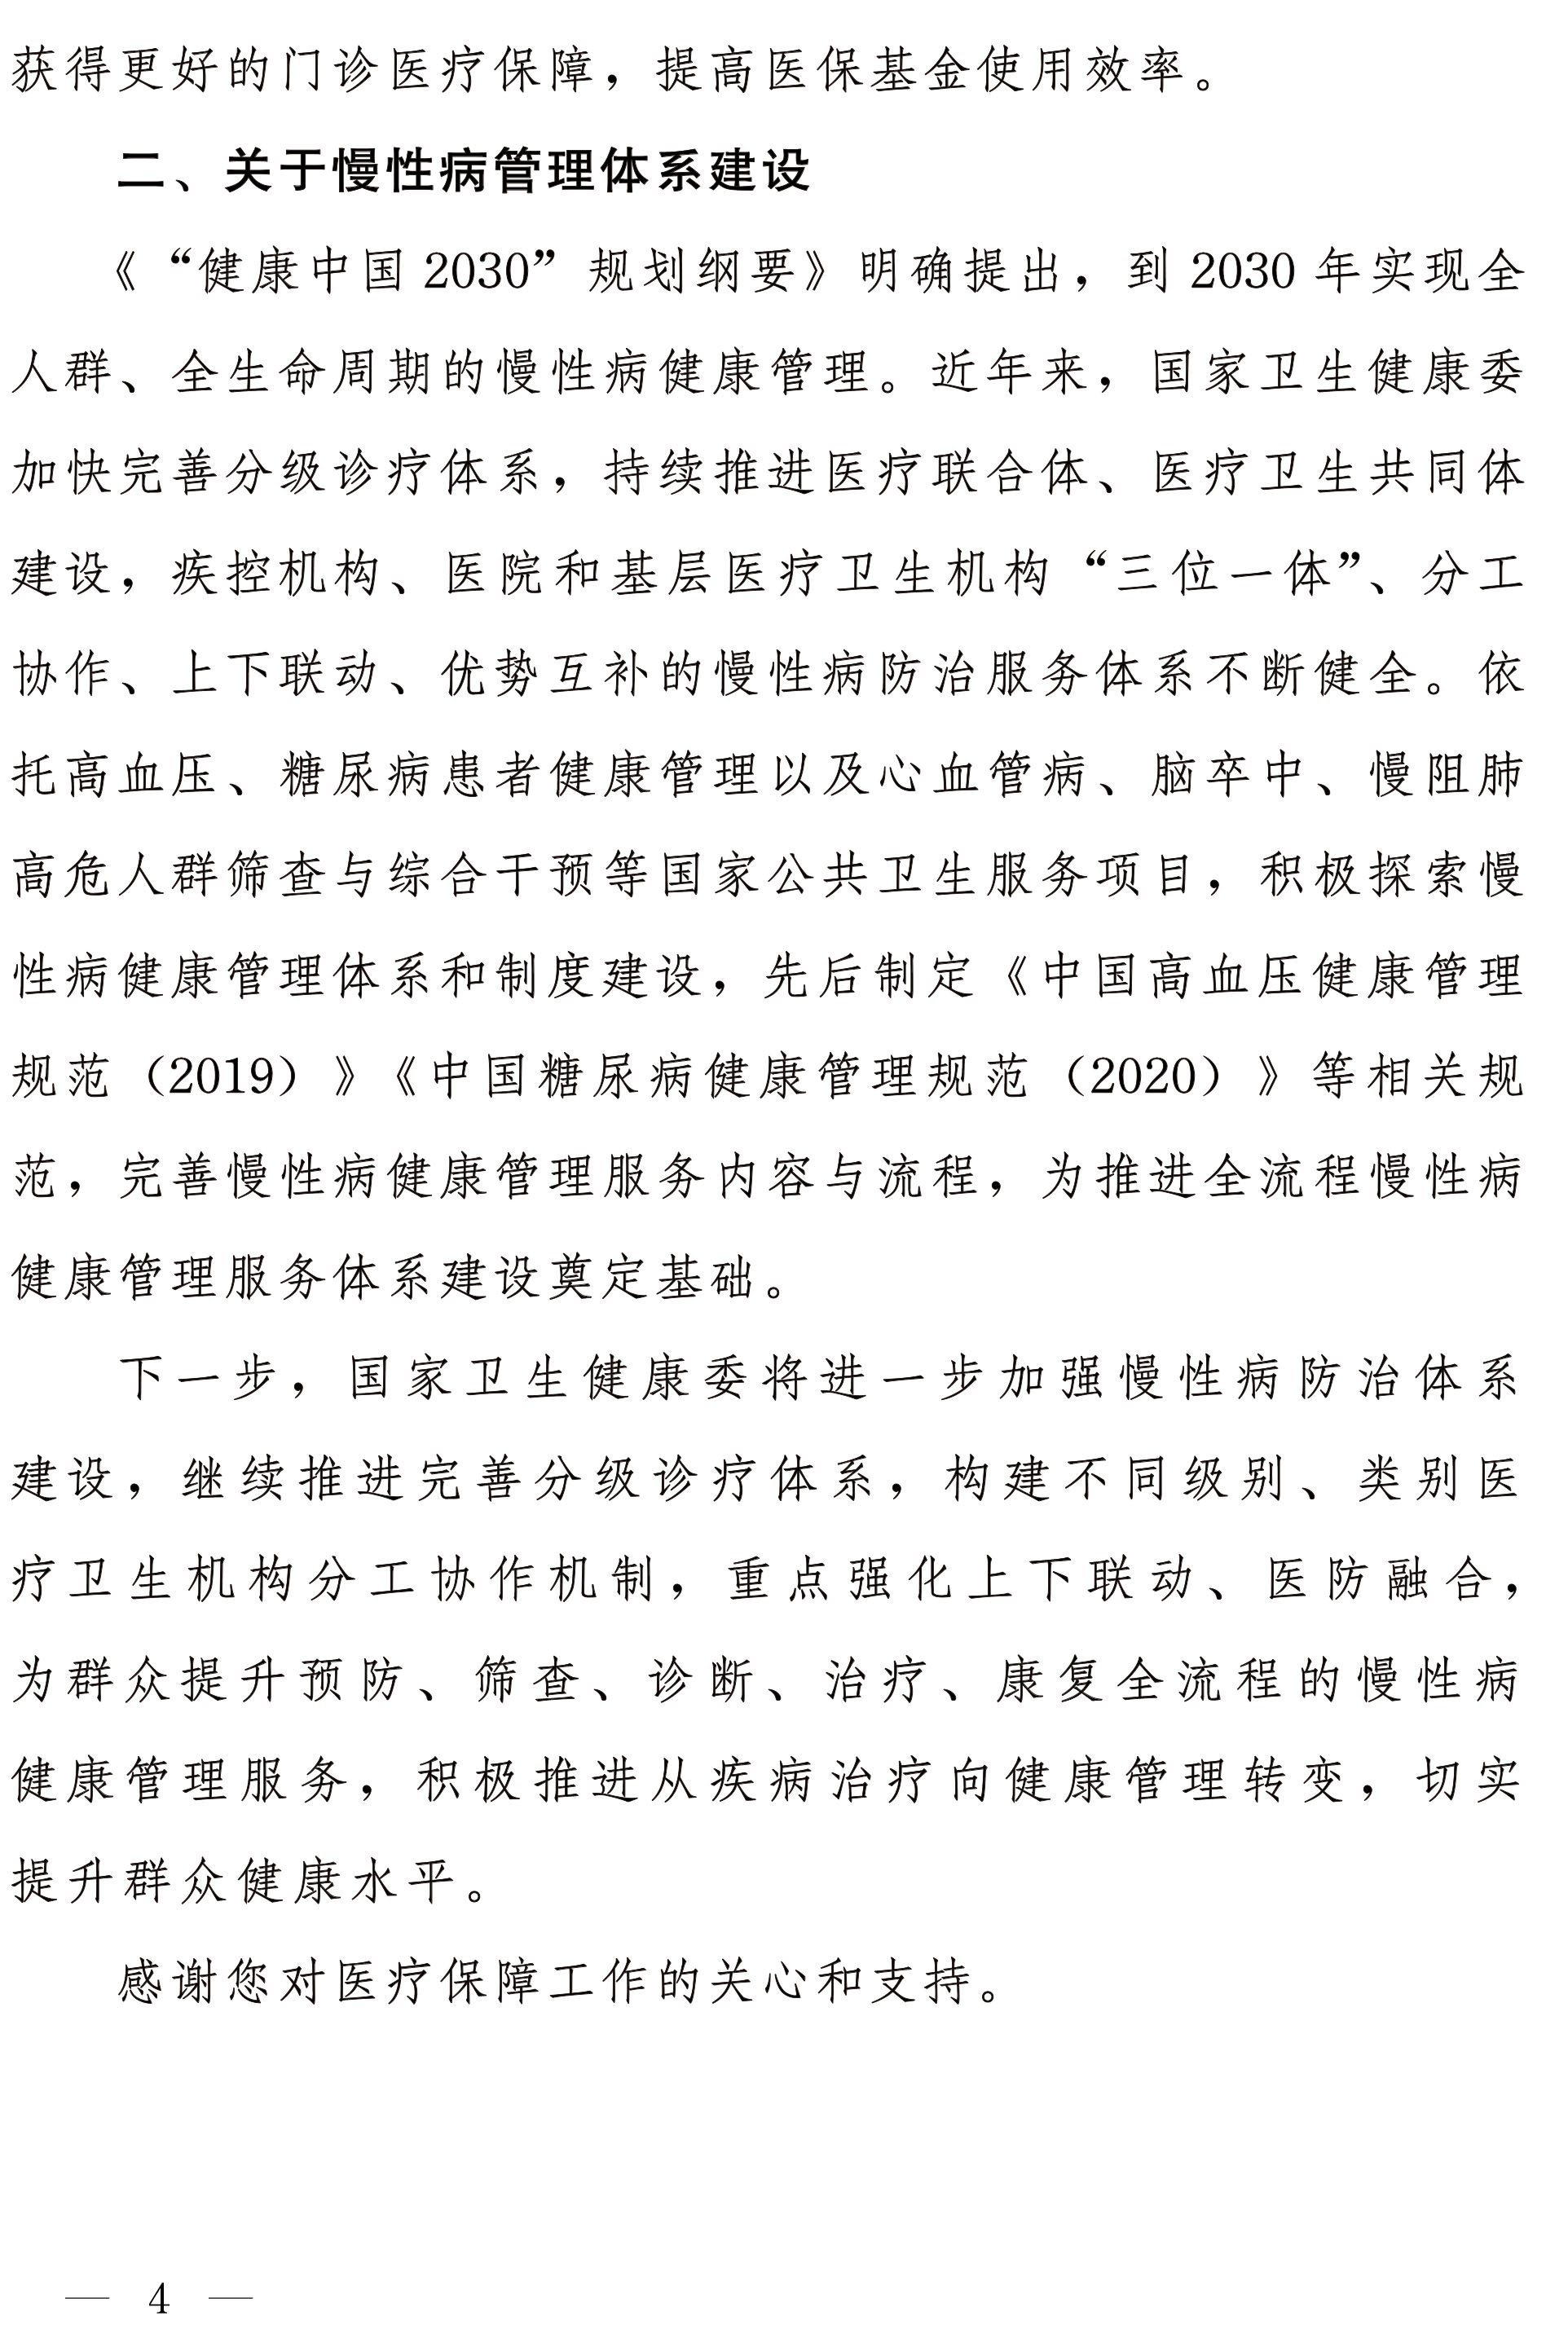 获得更好的门诊医疗保障，提高医保基金使用效率。
二、关于慢性病管理体系建设
《“健康中国 2030”规划纲要》明确提出，到 2030 年实现全
人群、全生命周期的慢性病健康管理。近年来，国家卫生健康委
加快完善分级诊疗体系，持续推进医疗联合体、医疗卫生共同体
建设，疾控机构、医院和基层医疗卫生机构“三位一体”、分工
协作、上下联动、优势互补的慢性病防治服务体系不断健全。依
托高血压、糖尿病患者健康管理以及心血管病、脑卒中、慢阻肺
高危人群筛查与综合干预等国家公共卫生服务项目，积极探索慢
性病健康管理体系和制度建设，先后制定《中国高血压健康管理
规范（2019）》《中国糖尿病健康管理规范（2020）》等相关规
范，完善慢性病健康管理服务内容与流程，为推进全流程慢性病
健康管理服务体系建设奠定基础。
下一步，国家卫生健康委将进一步加强慢性病防治体系
建设，继续推进完善分级诊疗体系，构建不同级别、类别医
疗卫生机构分工协作机制，重点强化上下联动、医防融合，
为群众提升预防、筛查、诊断、治疗、康复全流程的慢性病
健康管理服务，积极推进从疾病治疗向健康管理转变，切实
提升群众健康水平。
感谢您对医疗保障工作的关心和支持。
— 4 —